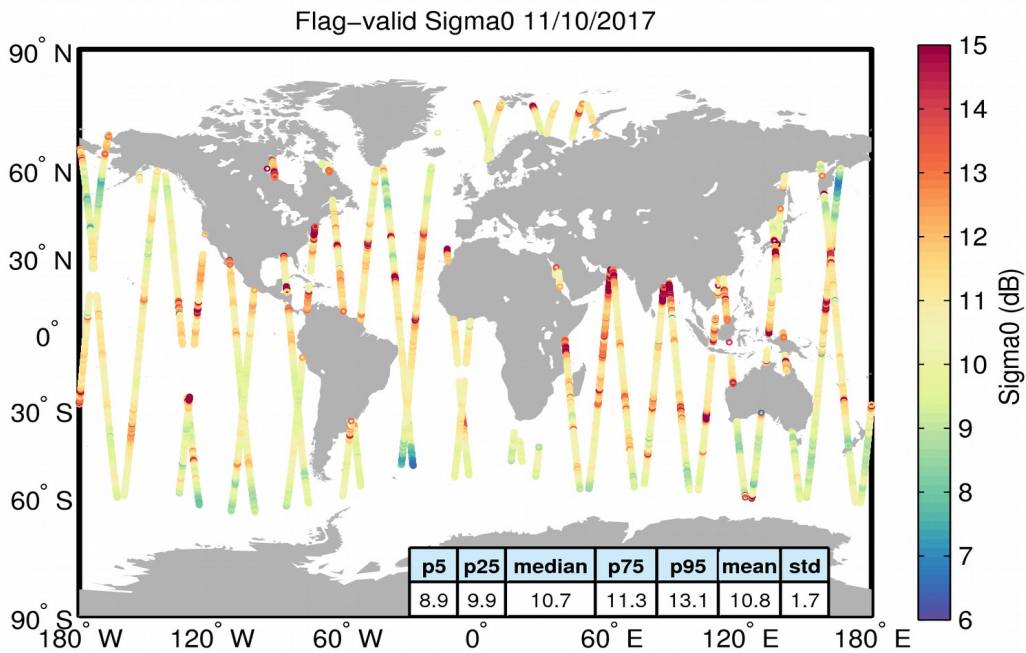 Flag−valid Sigma0 11/10/2017
90° N
60° N
30° N
0°
30° S
60° S
90° S
180° W
120° W
60° W
0°
60° E
120° E
180° E
p5 p25 median p75 p95 mean std
8.9 9.9 10.7 11.3 13.1 10.8 1.7
15
14
13
12
11
10
9
8
7
6
Sigma0 (dB)